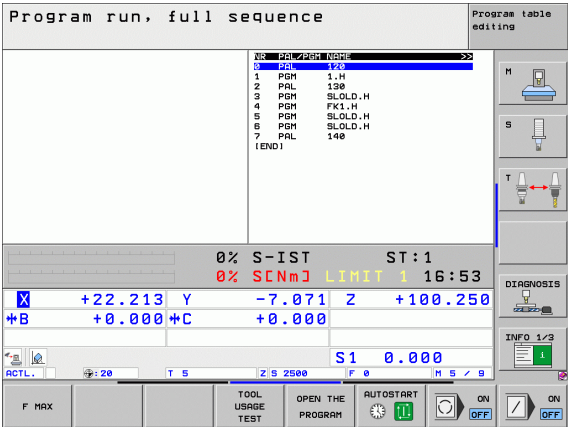 Program run, full sequence
Program table
editing
NR PAL/PGM NAME >>
0 PAL 120
1 PGM 1.H
2 PAL 130
3 PGM SLOLD.H
4 PGM FK1.H
5 PGM SLOLD.H
6 PGM SLOLD.H
7 PAL 140
[END]
M
S
T
0% S-IST ST:1
0% S[Nm] LIMIT 1 16:53
X +22.213 Y -7.071 Z +100.250
B +0.000 C +0.000
S1 0.000
ACTL. :20 T 5 Z S 2500 F 0 M 5 / 9
DIAGNOSIS
INFO 1/3
F MAX
TOOL
USAGE
TEST
OPEN THE
PROGRAM
AUTOSTART
ON
OFF
ON
OFF